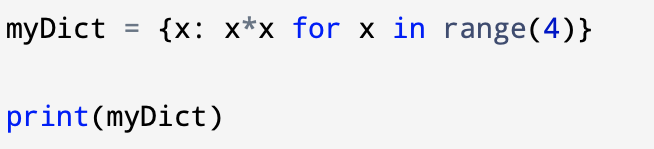 myDict = {x: x*x for x in range(4)}
print(myDict)